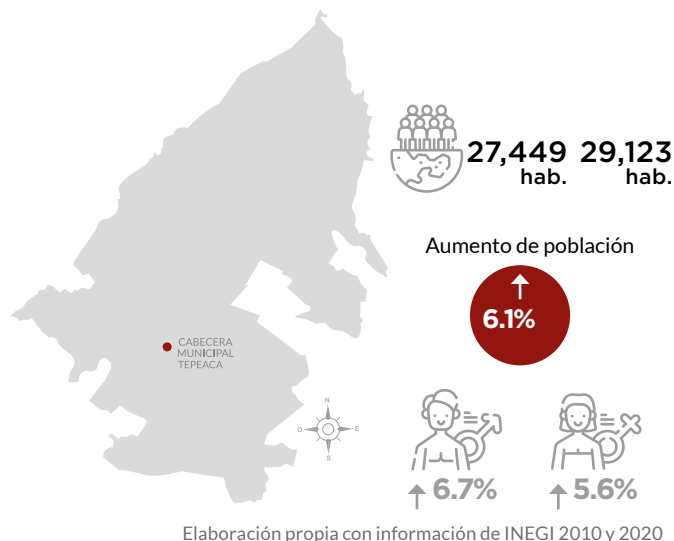 27,449 29,123
hab. hab.
Aumento de población
6.1%
CABECERA
MUNICIPAL
TEPEACA
N
O E
S
6.7% 5.6%
Elaboración propia con información de INEGI 2010 y 2020